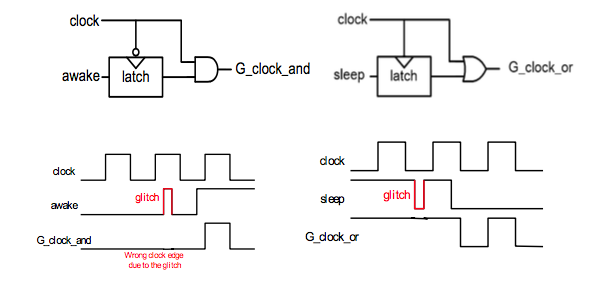 clock
awake
latch
G_clock_and
clock
sleep
latch
G_clock_or
clock
glitch
awake
G_clock_and
Wrong clock edge
due to the glitch
clock
glitch
sleep
G_clock_or